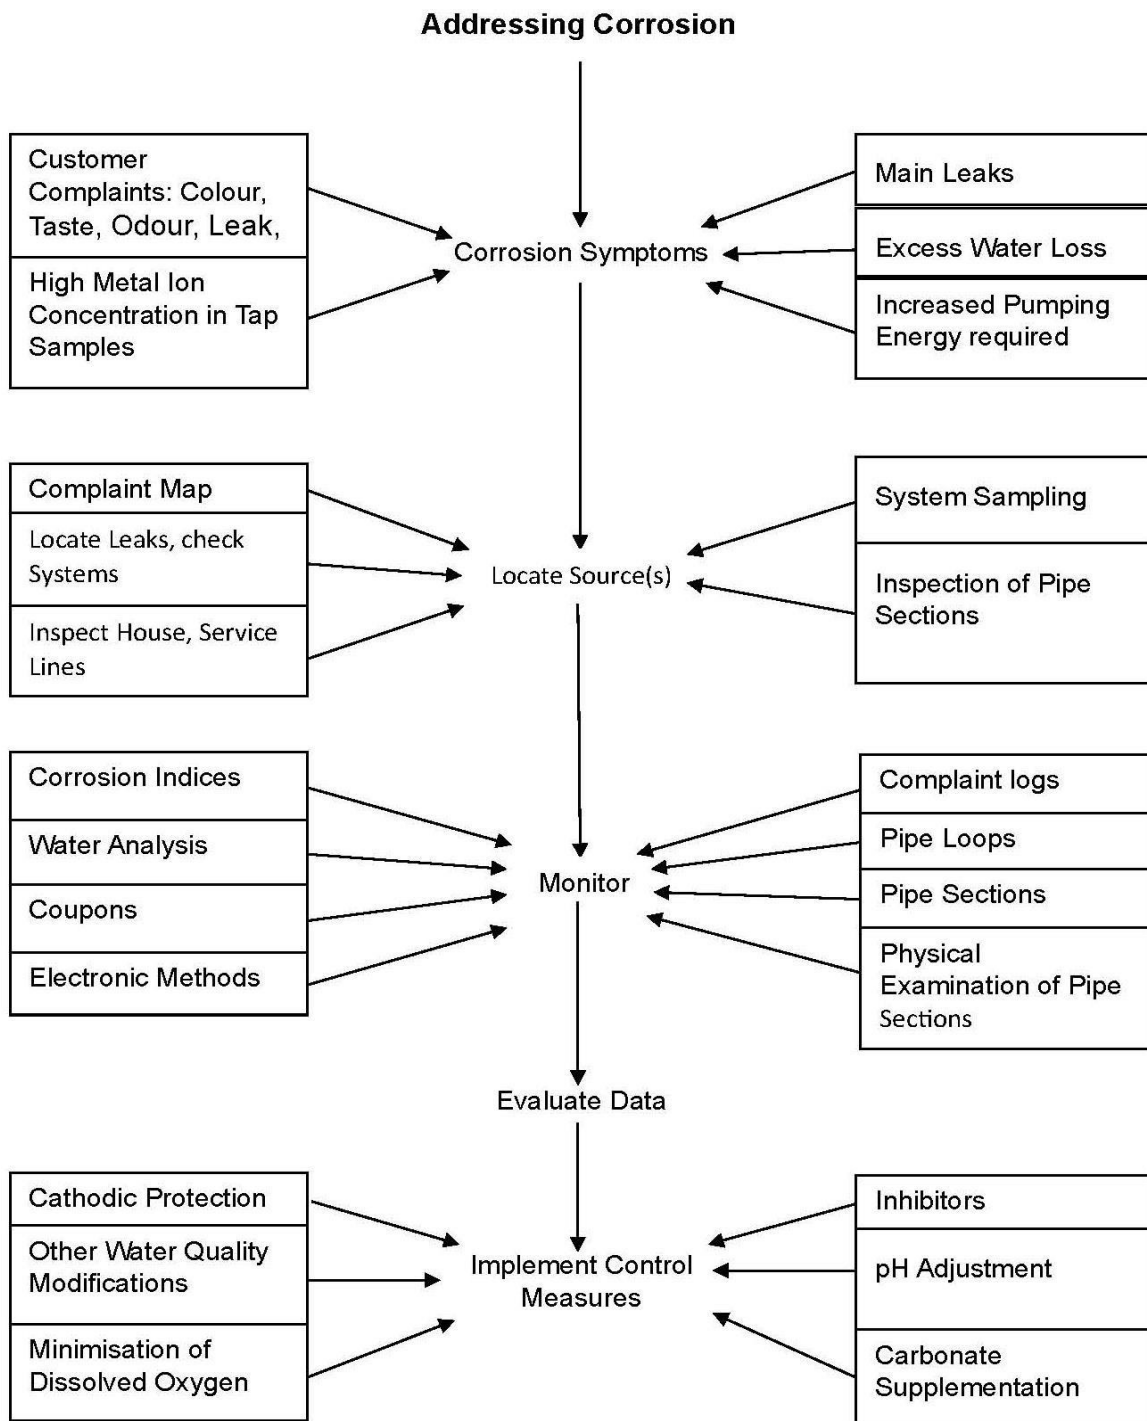 Addressing Corrosion
Customer
Complaints: Colour,
Taste, Odour, Leak,
High Metal Ion
Concentration in Tap
Samples
Corrosion Symptoms
Main Leaks
Excess Water Loss
Increased Pumping
Energy required
Complaint Map
Locate Leaks, check
Systems
Inspect House, Service
Lines
Locate Source(s)
System Sampling
Inspection of Pipe
Sections
Corrosion Indices
Water Analysis
Coupons
Electronic Methods
Monitor
Complaint logs
Pipe Loops
Pipe Sections
Physical
Examination of Pipe
Sections
Evaluate Data
Cathodic Protection
Other Water Quality
Modifications
Minimisation of
Dissolved Oxygen
Implement Control
Measures
Inhibitors
pH Adjustment
Carbonate
Supplementation